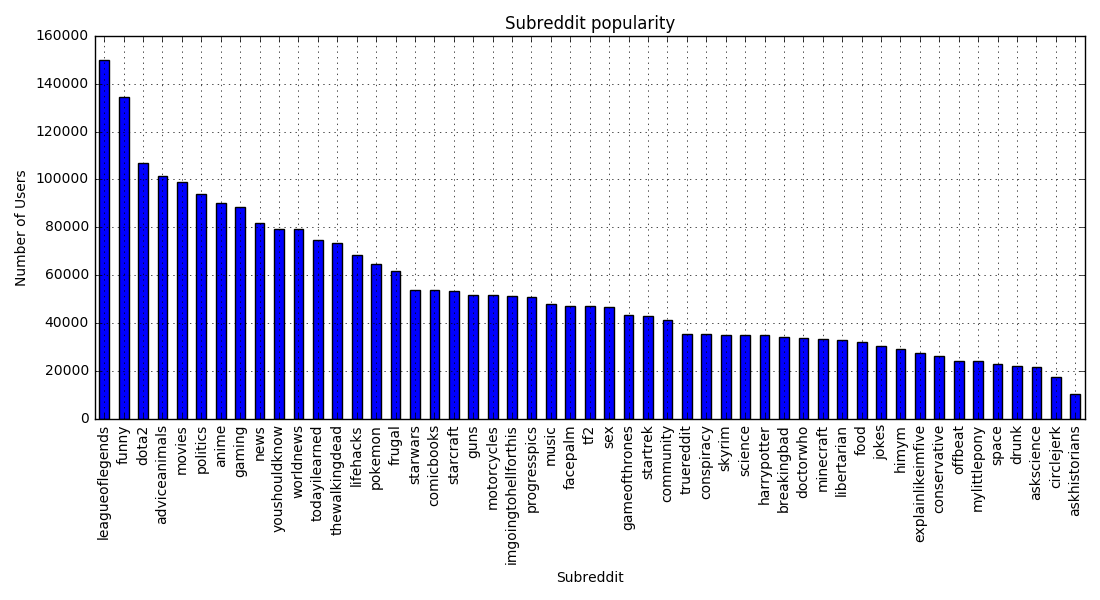 Subreddit popularity
160000
140000
120000
100000
80000
60000
40000
20000
0
Number of Users
leagueoflegends
funny
dota2
adviceanimals
movies
politics
anime
gaming
news
youshouldknow
worldnews
todayilearned
thewalkingdead
lifehacks
pokemon
frugal
starwars
comicbooks
starcraft
guns
motorcycles
imgoingtohellforthis
progresspics
music
facepalm
tf2
sex
gameofthrones
startrek
community
truereddit
conspiracy
skyrim
science
harrypotter
breakingbad
doctorwho
minecraft
libertarian
food
jokes
himym
explainlikeimfive
conservative
offbeat
mylittlepony
space
drunk
askscience
circlejerk
askhistorians
Subreddit